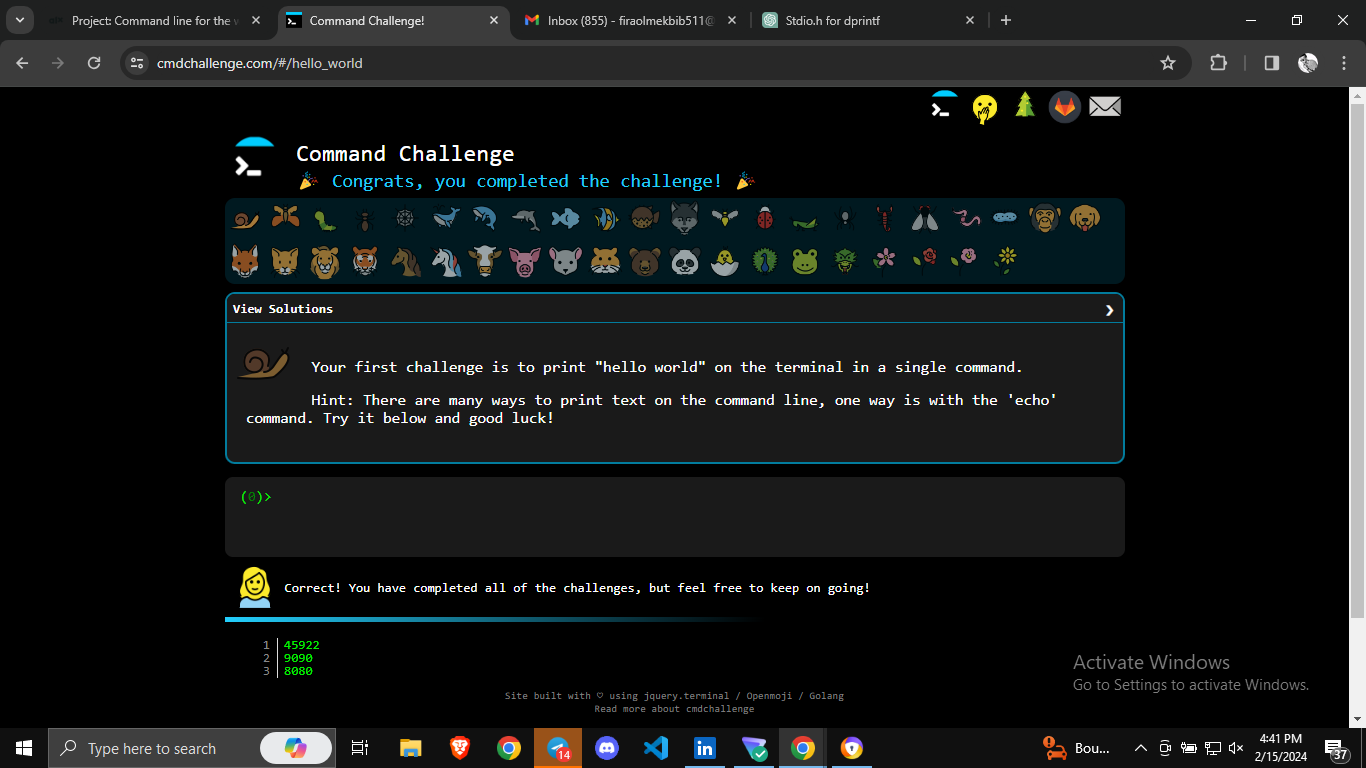 Project: Command line for the w
Command Challenge!
Inbox (855) - firaolmekbib511@
Stdio.h for dprintf
cmdchallenge.com/#/hello_world
Command Challenge
Congrats, you completed the challenge!
View Solutions
Your first challenge is to print "hello world" on the terminal in a single command.
Hint: There are many ways to print text on the command line, one way is with the 'echo'
command. Try it below and good luck!
(0)>
Correct! You have completed all of the challenges, but feel free to keep on going!
1 45922
2 9090
3 8080
Activate Windows
Go to Settings to activate Windows.
Site built with ♡ using jquery.terminal / Openmoji / Golang
Read more about cmdchallenge
Type here to search
14
in
Bou...
4:41 PM
2/15/2024
37